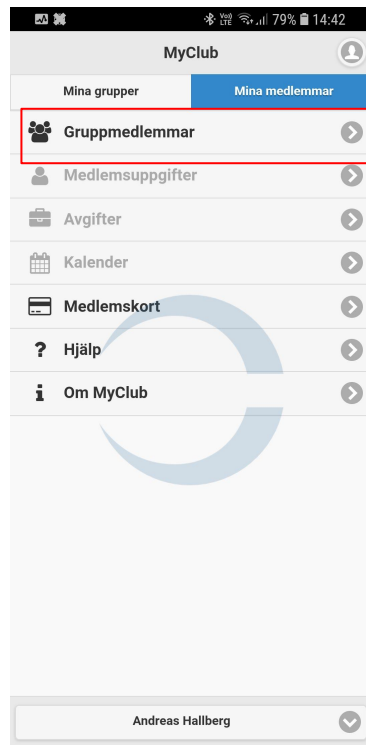 79% 14:42
MyClub
Mina grupper Mina medlemmar
Gruppmedlemmar
Medlemsuppgifter
Avgifter
Kalender
Medlemskort
? Hjälp
i Om MyClub
Andreas Hallberg